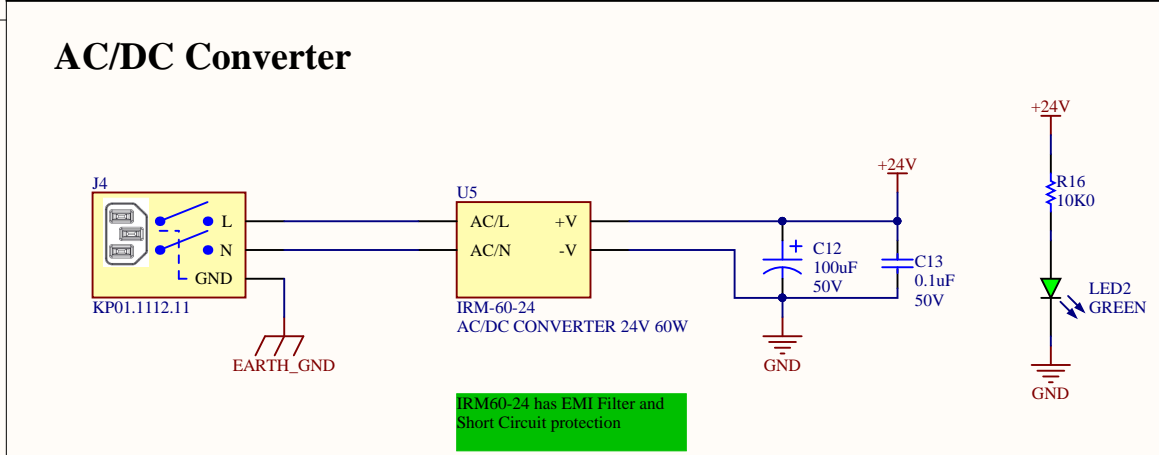 AC/DC Converter
J4
L
N
GND
KP01.1112.11
EARTH_GND
U5
AC/L
+V
AC/N
-V
IRM-60-24
AC/DC CONVERTER 24V 60W
+24V
+
C12
100uF
50V
C13
0.1uF
50V
GND
IRM60-24 has EMI Filter and
Short Circuit protection
+24V
R16
10K0
LED2
GREEN
GND